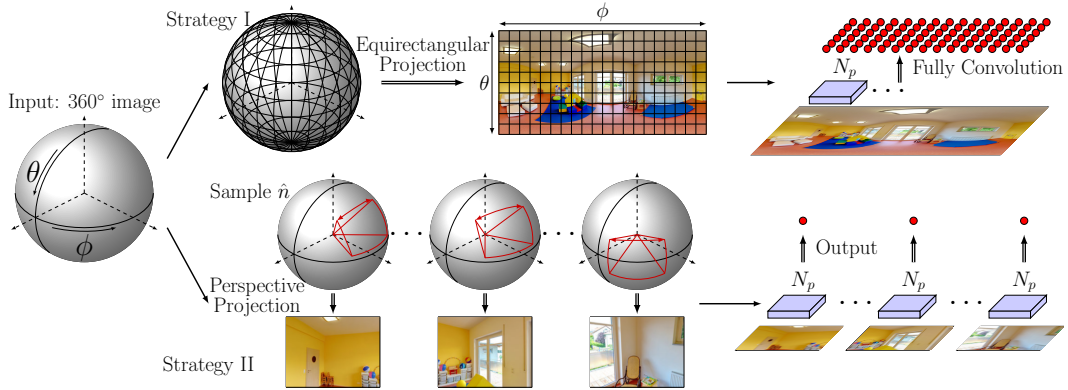 Strategy I
ϕ
Equirectangular
Projection
θ
N_p
Fully Convolution
Input: 360° image
θ
ϕ
Sample n̂
Output
N_p
N_p
N_p
Perspective
Projection
Strategy II